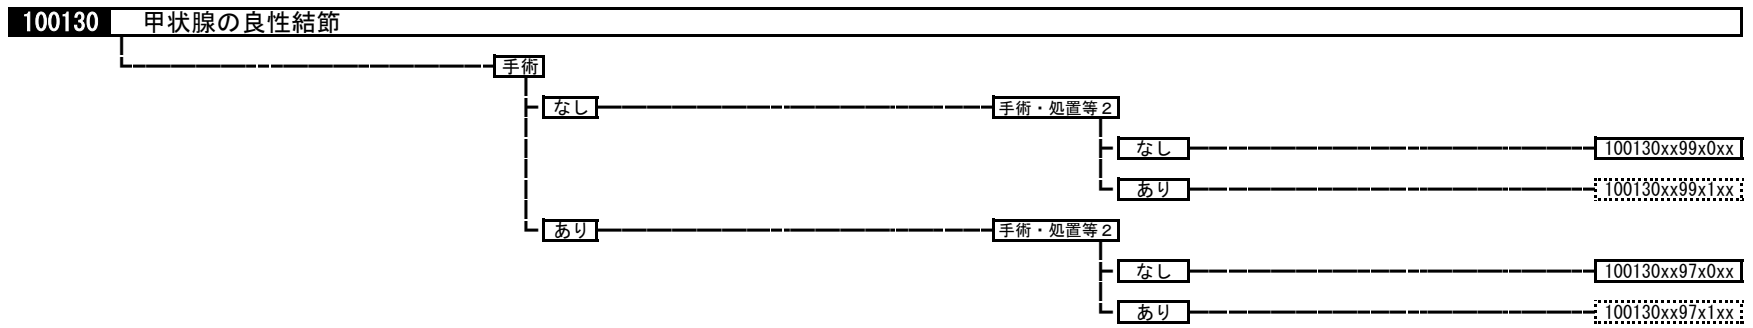 100130 甲状腺の良性結節
手術
なし 手術・処置等２
なし 100130xx99x0xx
あり 100130xx99x1xx
あり 手術・処置等２
なし 100130xx97x0xx
あり 100130xx97x1xx